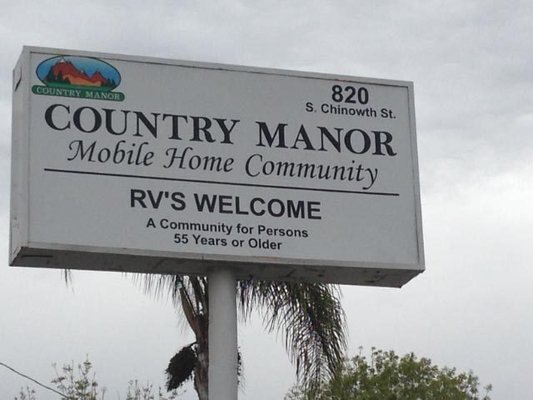 COUNTRY MANOR
820
S. Chinowth St.
COUNTRY MANOR
Mobile Home Community
RV'S WELCOME
A Community for Persons
55 Years or Older